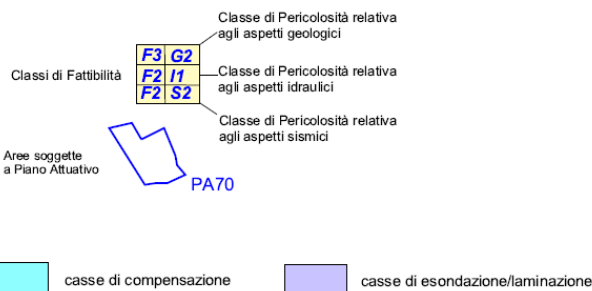 Classe di Pericolosità relativa
agli aspetti geologici
Classi di Fattibilità
F3 G2
F2 I1
F2 S2
Classe di Pericolosità relativa
agli aspetti idraulici
Classe di Pericolosità relativa
agli aspetti sismici
Aree soggette
a Piano Attuativo
PA70
casse di compensazione
casse di esondazione/laminazione